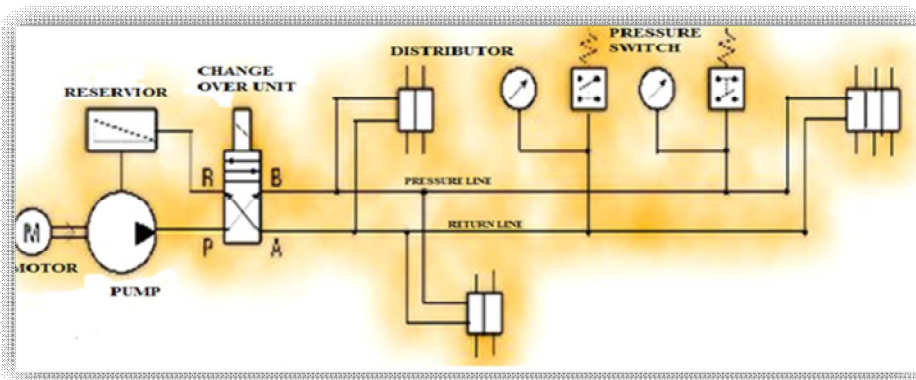 PRESSURE
SWITCH
DISTRIBUTOR
CHANGE
OVER UNIT
RESERVIOR
R
B
PRESSURE LINE
M
RETURN LINE
P
A
MOTOR
PUMP